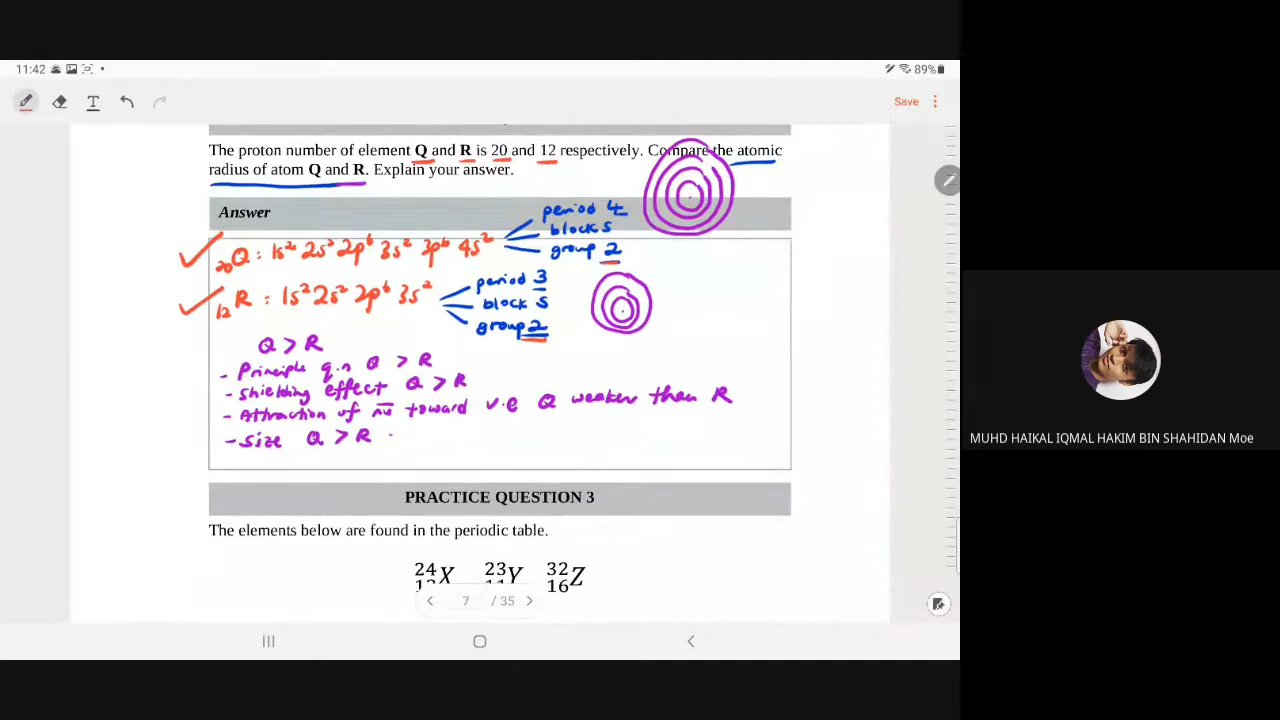 11:42
89%
T
Save
The proton number of element Q and R is 20 and 12 respectively. Compare the atomic
radius of atom Q and R. Explain your answer.
Answer
₂₀Q : 1s² 2s² 2p⁶ 3s² 3p⁶ 4s²
period 4
block s
group 2
₁₂R : 1s² 2s² 2p⁶ 3s²
period 3
block s
group 2
Q > R
- Principle q.n Q > R
- Shielding effect Q > R
- Attraction of toward v.e Q weaker than R
- Size Q > R
PRACTICE QUESTION 3
The elements below are found in the periodic table.
24 X 23 Y 32 16 Z
7 / 35
MUHD HAIKAL IQMAL HAKIM BIN SHAHIDAN Moe